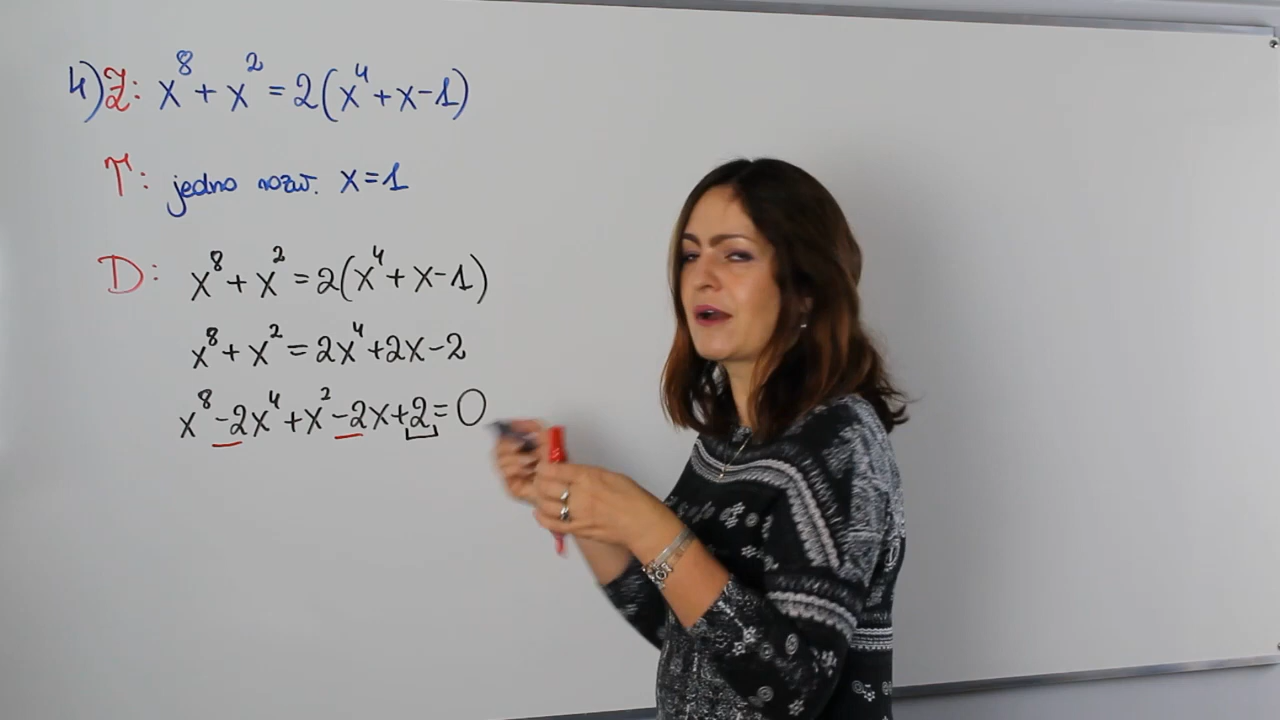 4) Z: x⁸ + x² = 2(x⁴ + x - 1)
T: jedno rozw. x = 1
D: x⁸ + x² = 2(x⁴ + x - 1)
x⁸ + x² = 2x⁴ + 2x - 2
x⁸ - 2x⁴ + x² - 2x + 2 = 0